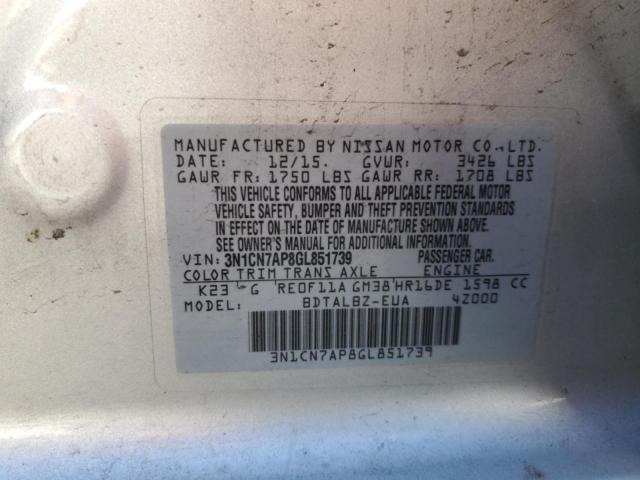 MANUFACTURED BY NISSAN MOTOR CO.,LTD.
DATE: 12/15. GVWR: 3426 LBS
GAWR FR: 1750 LBS GAWR RR: 1708 LBS
THIS VEHICLE CONFORMS TO ALL APPLICABLE FEDERAL MOTOR
VEHICLE SAFETY, BUMPER AND THEFT PREVENTION STANDARDS
IN EFFECT ON THE DATE OF MANUFACTURE SHOWN ABOVE.
SEE OWNER'S MANUAL FOR ADDITIONAL INFORMATION.
VIN: 3N1CN7AP8GL851739 PASSENGER CAR.
COLOR TRIM TRANS AXLE ENGINE
K23 G RE0F11A GM38 HR16DE 1598 CC
MODEL: BDTALBZ-EUA 4Z000
3N1CN7AP8GL851739